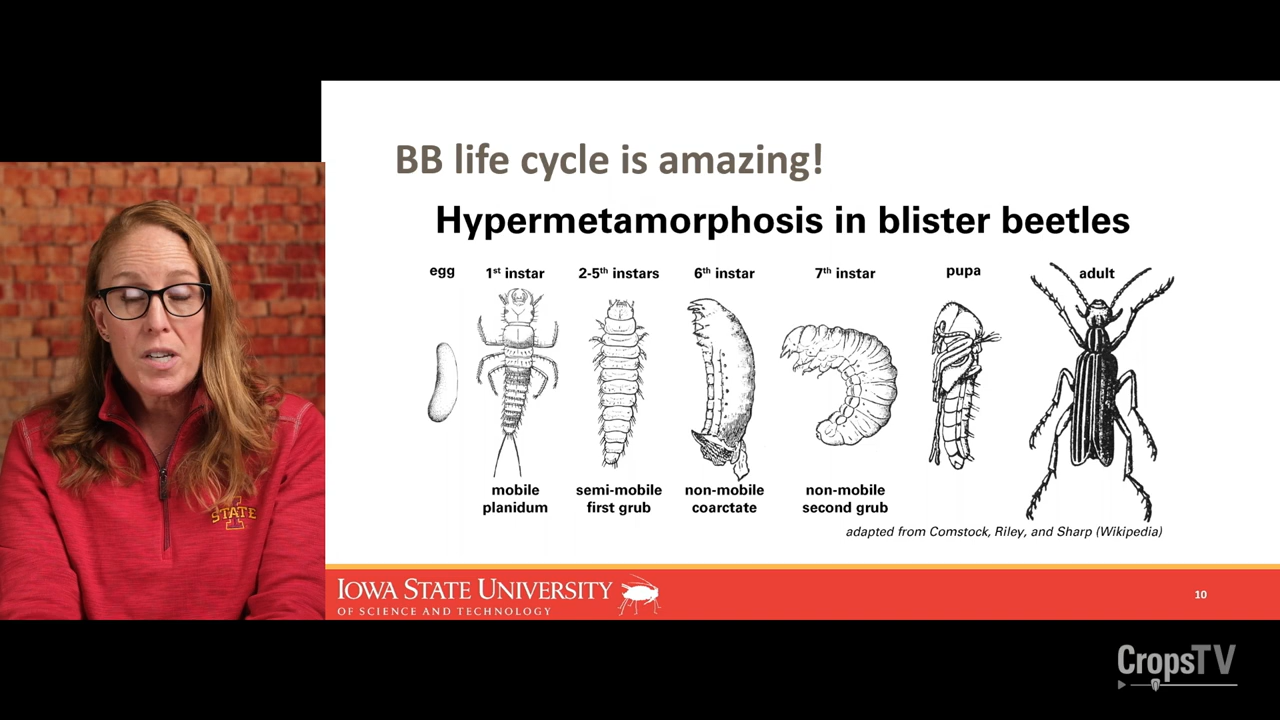 BB life cycle is amazing!
Hypermetamorphosis in blister beetles
egg 1st instar 2-5th instars 6th instar 7th instar pupa adult
mobile semi-mobile non-mobile non-mobile
planidum first grub coarctate second grub
adapted from Comstock, Riley, and Sharp (Wikipedia)
STATE
IOWA STATE UNIVERSITY
OF SCIENCE AND TECHNOLOGY
10
CropsTV